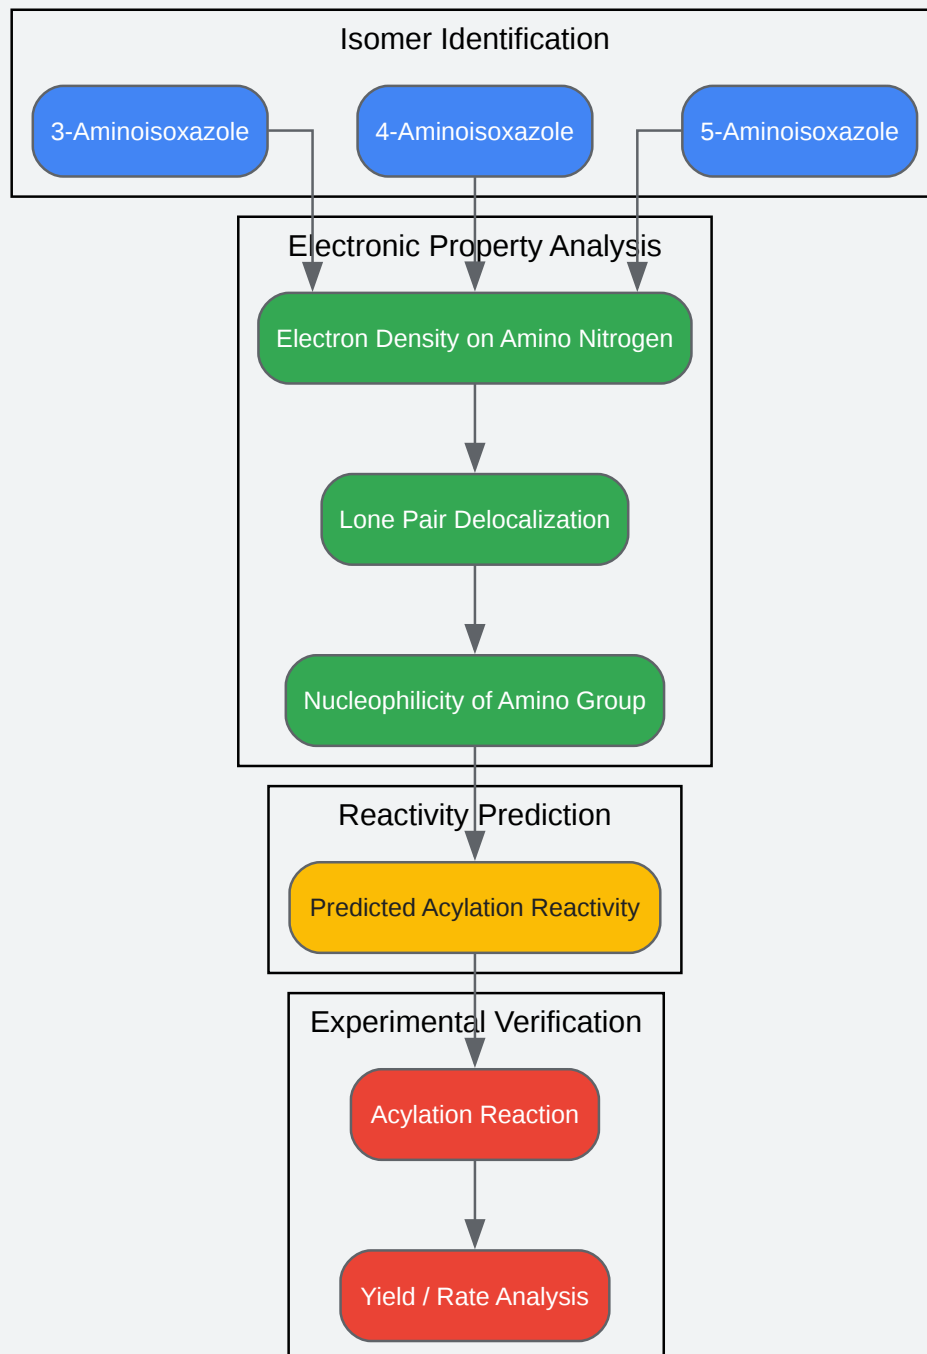 Isomer Identification
3-Aminoisoxazole
4-Aminoisoxazole
5-Aminoisoxazole
Electronic Property Analysis
Electron Density on Amino Nitrogen
Lone Pair Delocalization
Nucleophilicity of Amino Group
Reactivity Prediction
Predicted Acylation Reactivity
Experimental Verification
Acylation Reaction
Yield / Rate Analysis